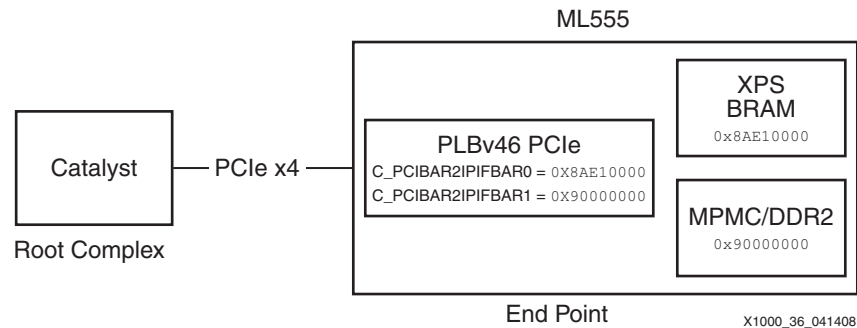 ML555
XPS
BRAM
0x8AE10000
PLBv46 PCIe
C_PCIBAR2IPIFBAR0 = 0X8AE10000
C_PCIBAR2IPIFBAR1 = 0X90000000
Catalyst
PCIe x4
MPMC/DDR2
0x90000000
Root Complex
End Point
X1000_36_041408